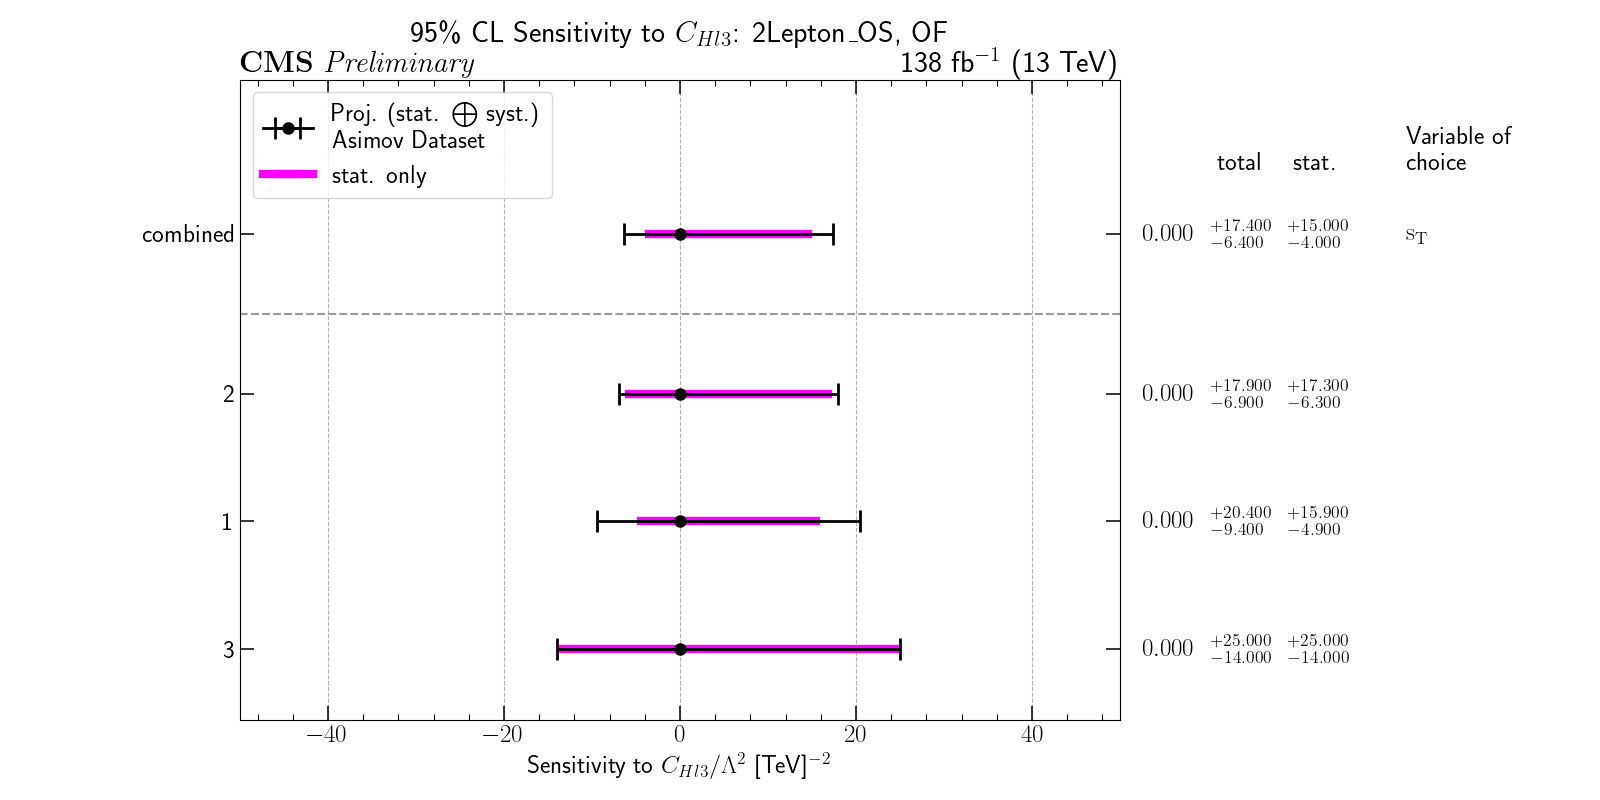 95% CL Sensitivity to C_{Hl3}: 2Lepton_OS, OF
CMS Preliminary 138 fb⁻¹ (13 TeV)
Proj. (stat. ⨁ syst.)
Asimov Dataset
stat. only
Variable of
total stat. choice
combined 0.000 +17.400 −6.400 +15.000 −4.000 s_T
2 0.000 +17.900 −6.900 +17.300 −6.300
1 0.000 +20.400 −9.400 +15.900 −4.900
3 0.000 +25.000 −14.000 +25.000 −14.000
−40 −20 0 20 40
Sensitivity to C_{Hl3}/Λ² [TeV]⁻²